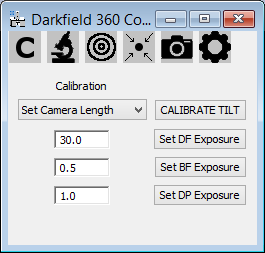 Darkfield 360 Co...
C
Calibration
Set Camera Length
CALIBRATE TILT
30.0
Set DF Exposure
0.5
Set BF Exposure
1.0
Set DP Exposure